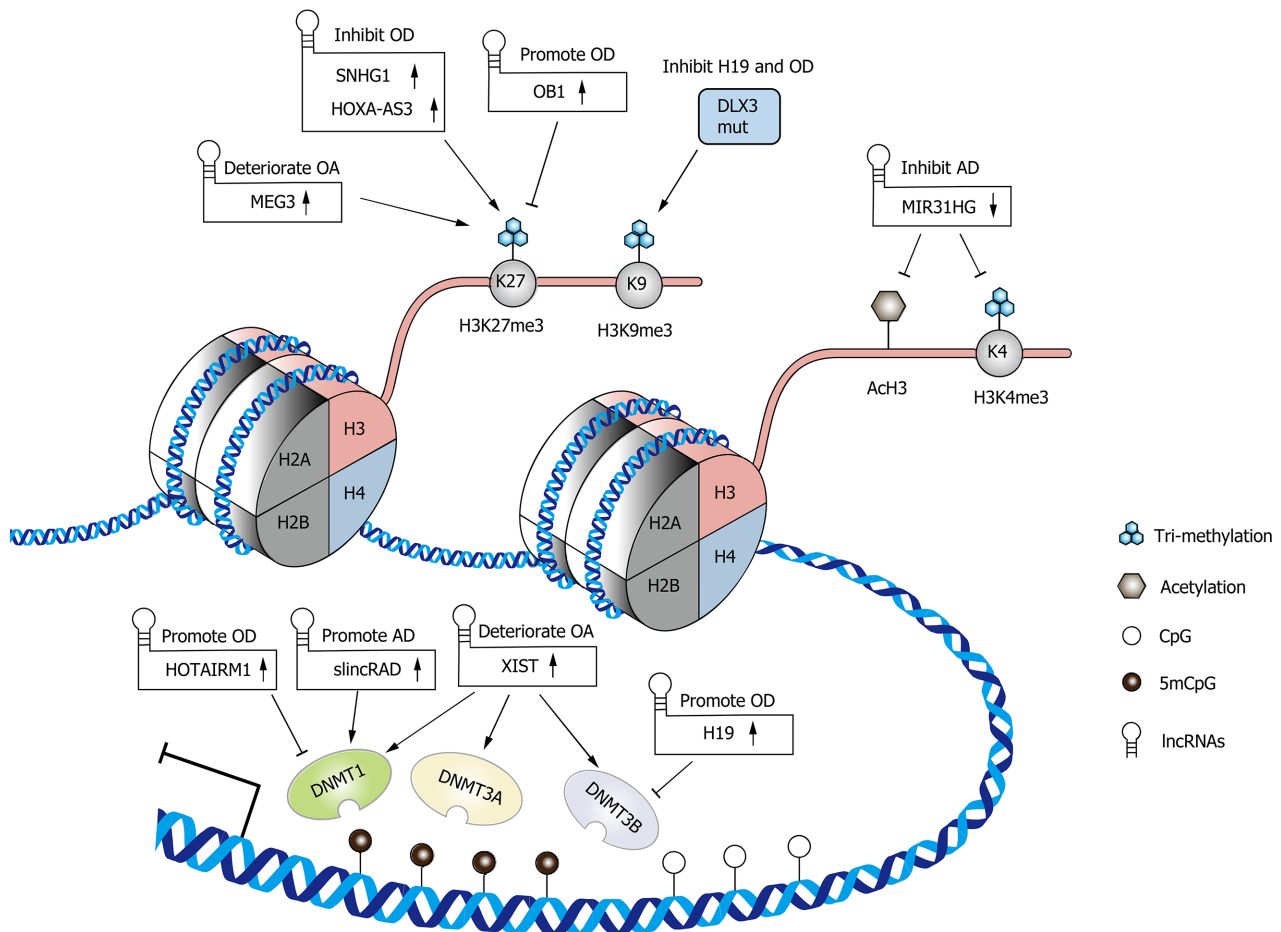 Inhibit OD
SNHG1
HOXA-AS3
Promote OD
OB1
Inhibit H19 and OD
DLX3
mut
Deteriorate OA
MEG3
Inhibit AD
MIR31HG
K27
K9
H3K27me3
H3K9me3
K4
AcH3
H3K4me3
H3
H2A
H4
H2B
H3
H2A
H4
H2B
Tri-methylation
Acetylation
CpG
5mCpG
lncRNAs
Promote OD
HOTAIRM1
Promote AD
slincRAD
Deteriorate OA
XIST
Promote OD
H19
DNMT1
DNMT3A
DNMT3B